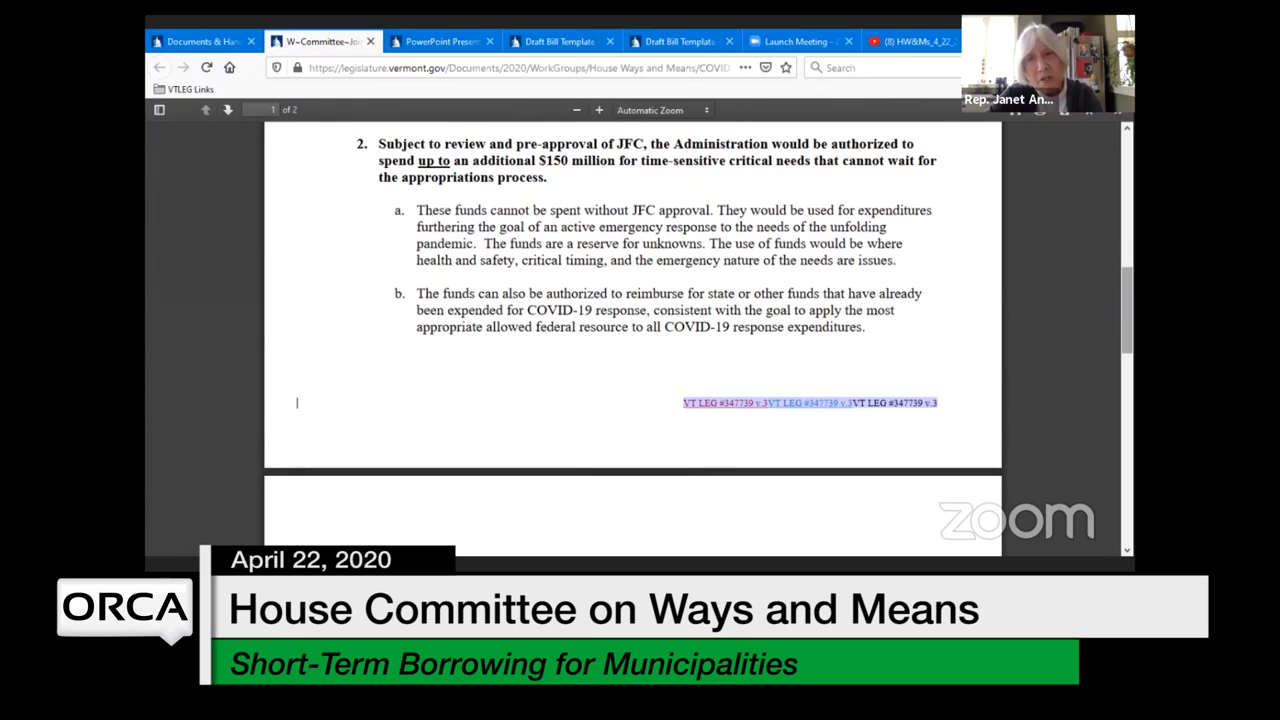 Documents & Har
W~Committee~Joi
PowerPoint Presen
Draft Bill Template
Draft Bill Template
Launch Meeting - Z
(8) HW&Ms_4_22_
https://legislature.vermont.gov/Documents/2020/WorkGroups/House Ways and Means/COVID
Search
VTLEG Links
Rep. Janet An...
1 of 2
Automatic Zoom
2. Subject to review and pre-approval of JFC, the Administration would be authorized to
spend up to an additional $150 million for time-sensitive critical needs that cannot wait for
the appropriations process.
a. These funds cannot be spent without JFC approval. They would be used for expenditures
furthering the goal of an active emergency response to the needs of the unfolding
pandemic. The funds are a reserve for unknowns. The use of funds would be where
health and safety, critical timing, and the emergency nature of the needs are issues.
b. The funds can also be authorized to reimburse for state or other funds that have already
been expended for COVID-19 response, consistent with the goal to apply the most
appropriate allowed federal resource to all COVID-19 response expenditures.
VT LEG #347739 v.3VT LEG #347739 v.3VT LEG #347739 v.3
zoom
April 22, 2020
ORCA
House Committee on Ways and Means
Short-Term Borrowing for Municipalities